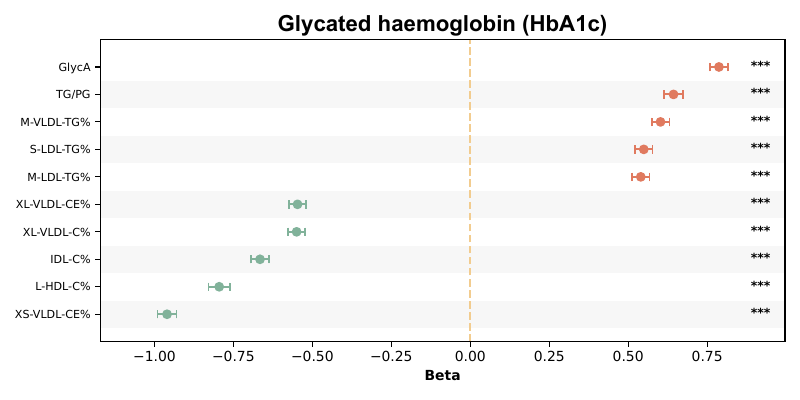 Glycated haemoglobin (HbA1c)
GlycA ***
TG/PG ***
M-VLDL-TG% ***
S-LDL-TG% ***
M-LDL-TG% ***
XL-VLDL-CE% ***
XL-VLDL-C% ***
IDL-C% ***
L-HDL-C% ***
XS-VLDL-CE% ***
−1.00 −0.75 −0.50 −0.25 0.00 0.25 0.50 0.75
Beta